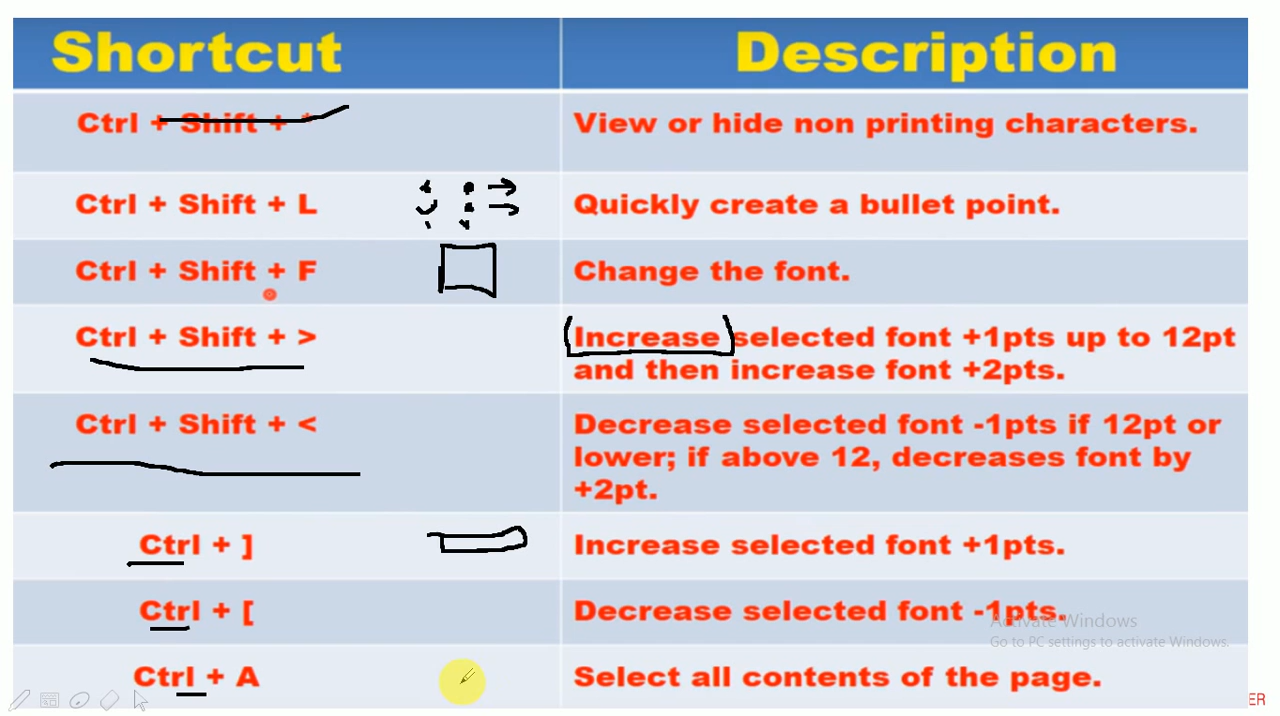 Shortcut Description
Ctrl + Shift + * View or hide non printing characters.
Ctrl + Shift + L Quickly create a bullet point.
Ctrl + Shift + F Change the font.
Ctrl + Shift + > Increase selected font +1pts up to 12pt
and then increase font +2pts.
Ctrl + Shift + < Decrease selected font -1pts if 12pt or
lower; if above 12, decreases font by
+2pt.
Ctrl + ] Increase selected font +1pts.
Ctrl + [ Decrease selected font -1pts.
Activate Windows
Go to PC settings to activate Windows.
Ctrl + A Select all contents of the page.
ER